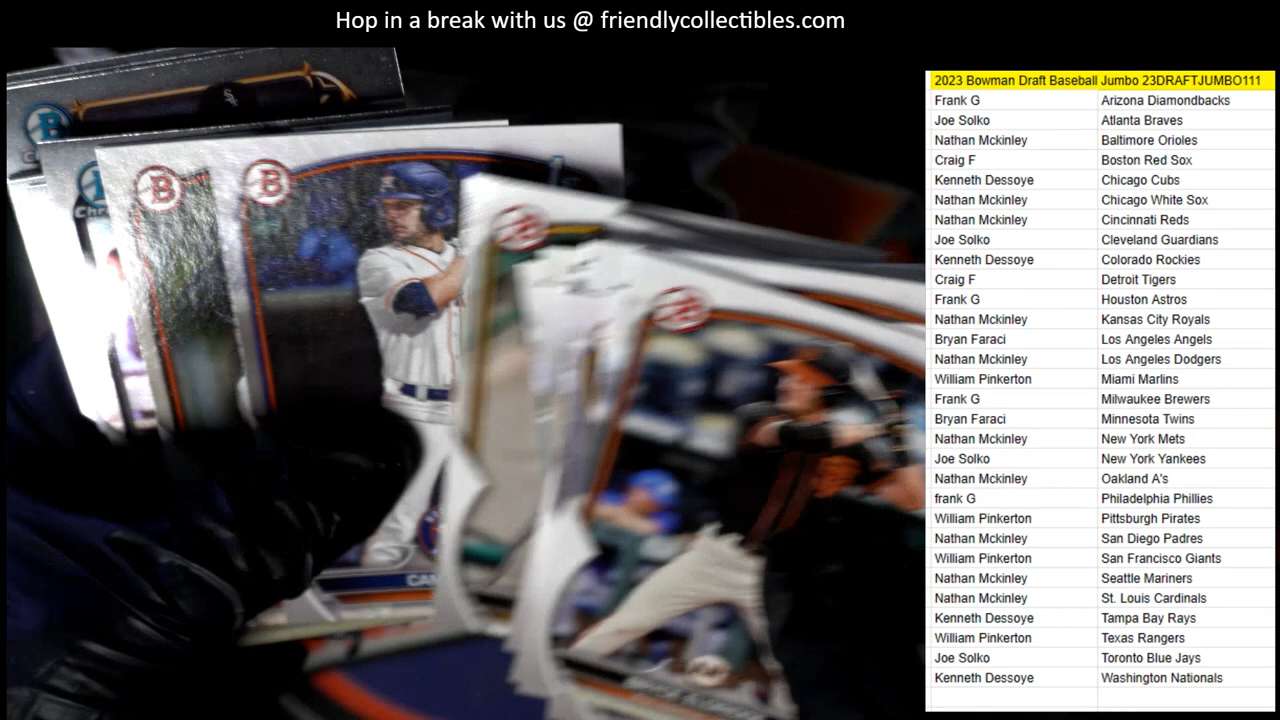 Hop in a break with us @ friendlycollectibles.com
2023 Bowman Draft Baseball Jumbo 23DRAFTJUMBO111
Frank G Arizona Diamondbacks
Joe Solko Atlanta Braves
Nathan Mckinley Baltimore Orioles
Craig F Boston Red Sox
Kenneth Dessoye Chicago Cubs
Nathan Mckinley Chicago White Sox
Nathan Mckinley Cincinnati Reds
Joe Solko Cleveland Guardians
Kenneth Dessoye Colorado Rockies
Craig F Detroit Tigers
Frank G Houston Astros
Nathan Mckinley Kansas City Royals
Bryan Faraci Los Angeles Angels
Nathan Mckinley Los Angeles Dodgers
William Pinkerton Miami Marlins
Frank G Milwaukee Brewers
Bryan Faraci Minnesota Twins
Nathan Mckinley New York Mets
Joe Solko New York Yankees
Nathan Mckinley Oakland A's
frank G Philadelphia Phillies
William Pinkerton Pittsburgh Pirates
Nathan Mckinley San Diego Padres
William Pinkerton San Francisco Giants
Nathan Mckinley Seattle Mariners
Nathan Mckinley St. Louis Cardinals
Kenneth Dessoye Tampa Bay Rays
William Pinkerton Texas Rangers
Joe Solko Toronto Blue Jays
Kenneth Dessoye Washington Nationals
B
B
CAN